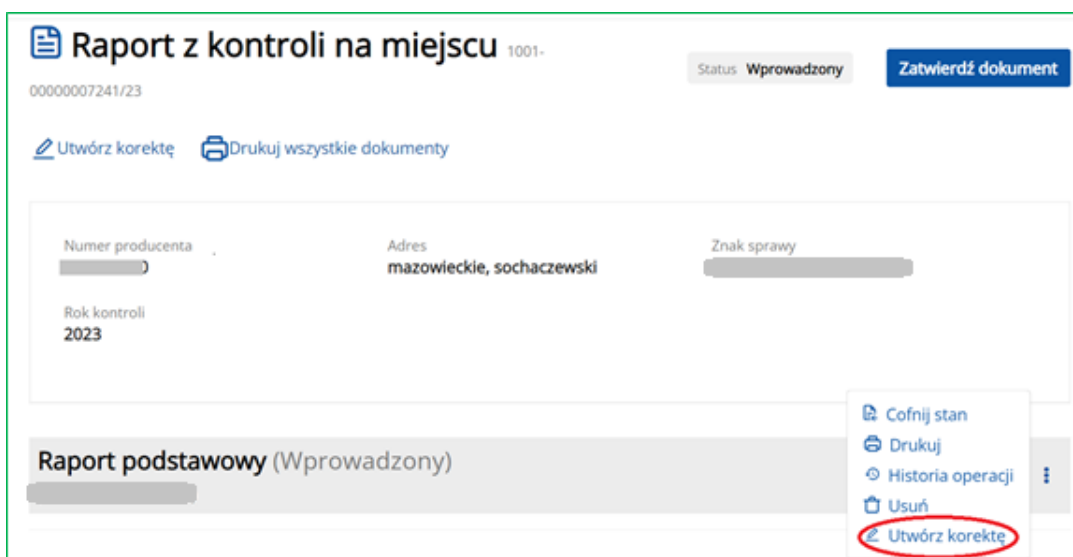 Raport z kontroli na miejscu 1001-
00000007241/23
Status Wprowadzony
Zatwierdź dokument
Utwórz korektę
Drukuj wszystkie dokumenty
Numer producenta
0
Adres
mazowieckie, sochaczewski
Znak sprawy
Rok kontroli
2023
Cofnij stan
Drukuj
Historia operacji
Usuń
Utwórz korektę
Raport podstawowy (Wprowadzony)